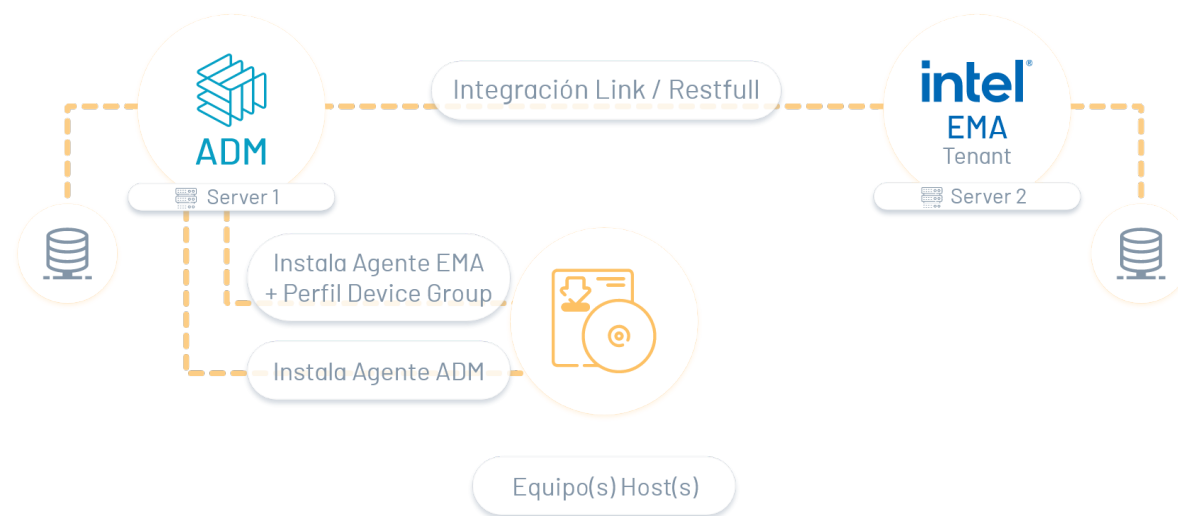 Integración Link / Restfull
ADM
Server 1
intel®
EMA
Tenant
Server 2
Instala Agente EMA
+ Perfil Device Group
Instala Agente ADM
Equipo(s) Host(s)